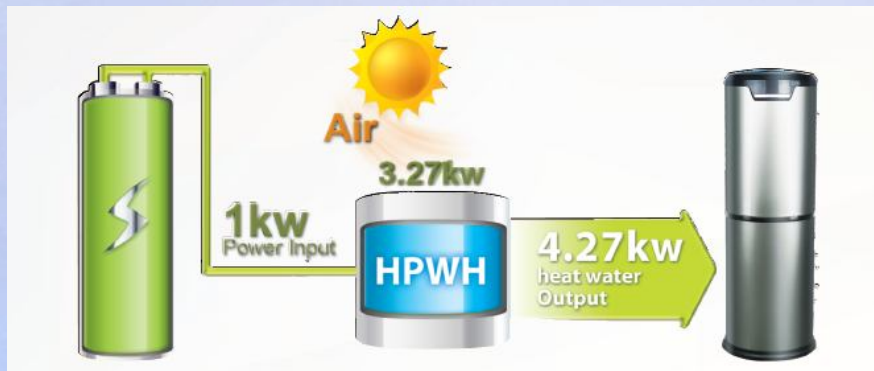 Air
3.27kw
1kw
Power Input
HPWH
4.27kw
heat water
Output